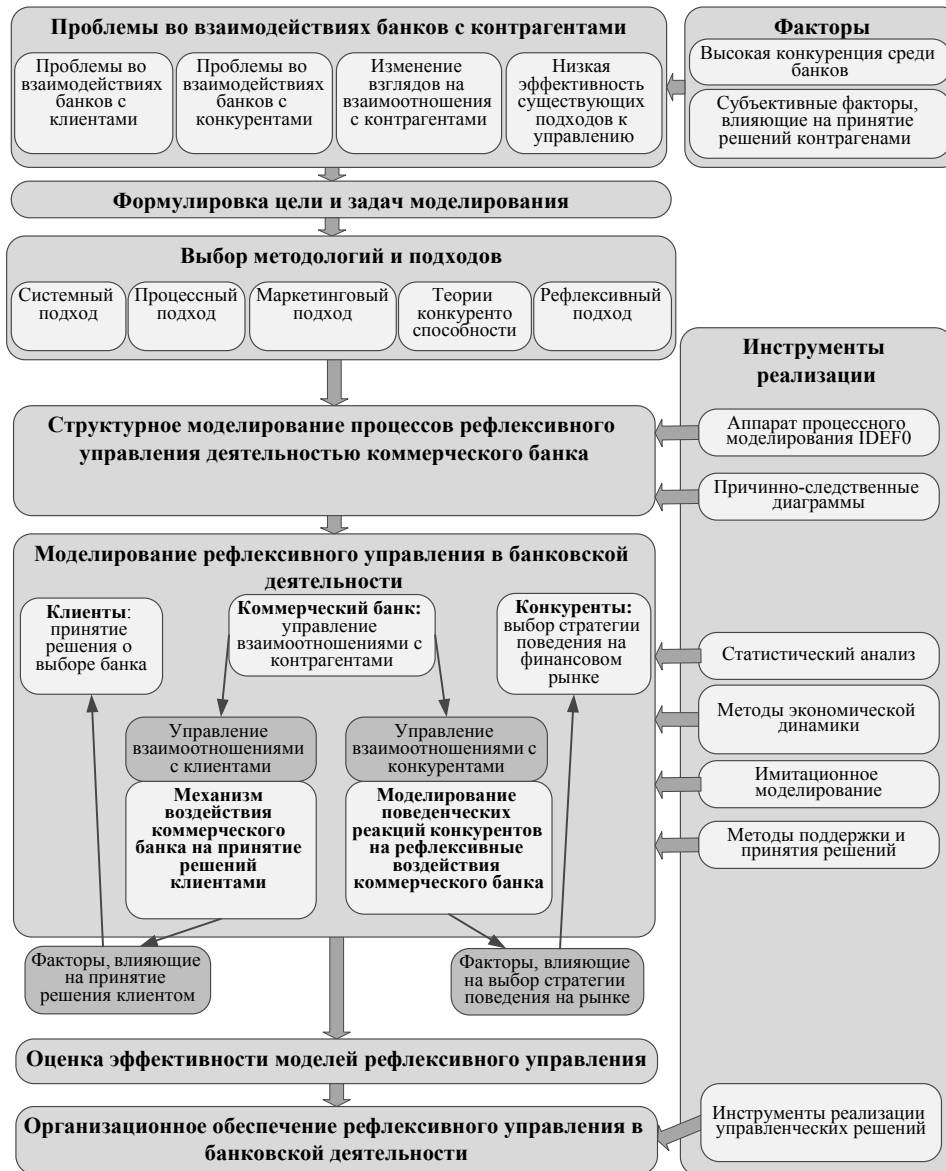 Проблемы во взаимодействиях банков с контрагентами
Проблемы во
взаимодействиях
банков с
клиентами
Проблемы во
взаимодействиях
банков с
конкурентами
Изменение
взглядов на
взаимоотношения
с контрагентами
Низкая
эффективность
существующих
подходов к
управлению
Факторы
Высокая конкуренция среди
банков
Субъективные факторы,
влияющие на принятие
решений контрагенами
Формулировка цели и задач моделирования
Выбор методологий и подходов
Системный
подход
Процессный
подход
Маркетинговый
подход
Теории
конкуренто
способности
Рефлексивный
подход
Инструменты
реализации
Структурное моделирование процессов рефлексивного
управления деятельностью коммерческого банка
Аппарат процессного
моделирования IDEF0
Причинно-следственные
диаграммы
Моделирование рефлексивного управления в банковской
деятельности
Клиенты:
принятие
решения о
выборе банка
Коммерческий банк:
управление
взаимоотношениями с
контрагентами
Конкуренты:
выбор стратегии
поведения на
финансовом
рынке
Управление
взаимоотношениями
с клиентами
Механизм
воздействия
коммерческого
банка на принятие
решений
клиентами
Управление
взаимоотношениями с
конкурентами
Моделирование
поведенческих
реакций конкурентов
на рефлексивные
воздействия
коммерческого банка
Статистический анализ
Методы экономической
динамики
Имитационное
моделирование
Методы поддержки и
принятия решений
Факторы, влияющие
на принятие
решения клиентом
Факторы, влияющие
на выбор стратегии
поведения на рынке
Оценка эффективности моделей рефлексивного управления
Организационное обеспечение рефлексивного управления в
банковской деятельности
Инструменты реализации
управленческих решений